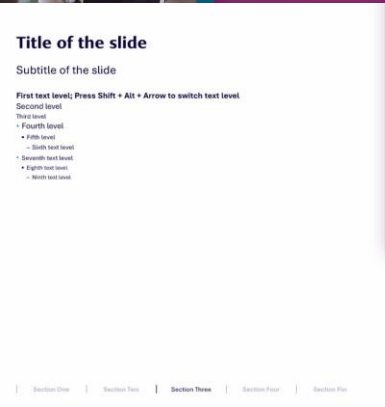 Title of the slide
Subtitle of the slide
First text level; Press Shift + Alt + Arrow to switch text level
Second level
Third level
• Fourth level
• Fifth level
– Sixth text level
• Seventh text level
• Eighth text level
– Ninth text level
Section One | Section Two | Section Three | Section Four | Section Five